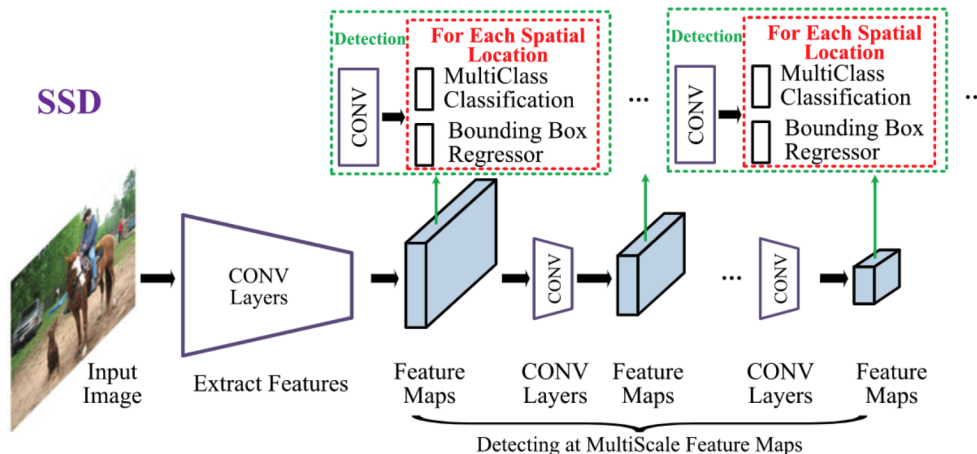 SSD
Detection
For Each Spatial
Location
CONV
MultiClass
Classification
Bounding Box
Regressor
...
Detection
For Each Spatial
Location
CONV
MultiClass
Classification
Bounding Box
Regressor
...
CONV
Layers
CONV
...
CONV
Input
Image
Extract Features
Feature
Maps
CONV
Layers
Feature
Maps
CONV
Layers
Feature
Maps
Detecting at MultiScale Feature Maps